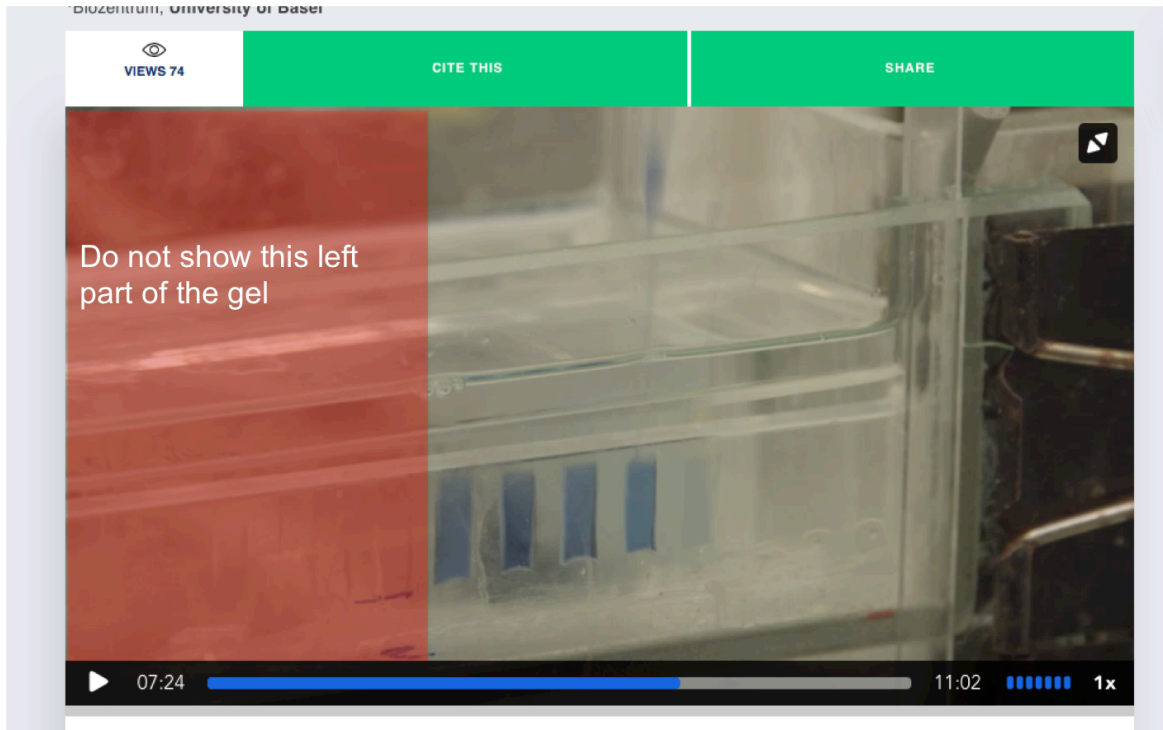 *Biozentrum, University of Basel
VIEWS 74
CITE THIS
SHARE
Do not show this left
part of the gel
07:24
11:02
1x